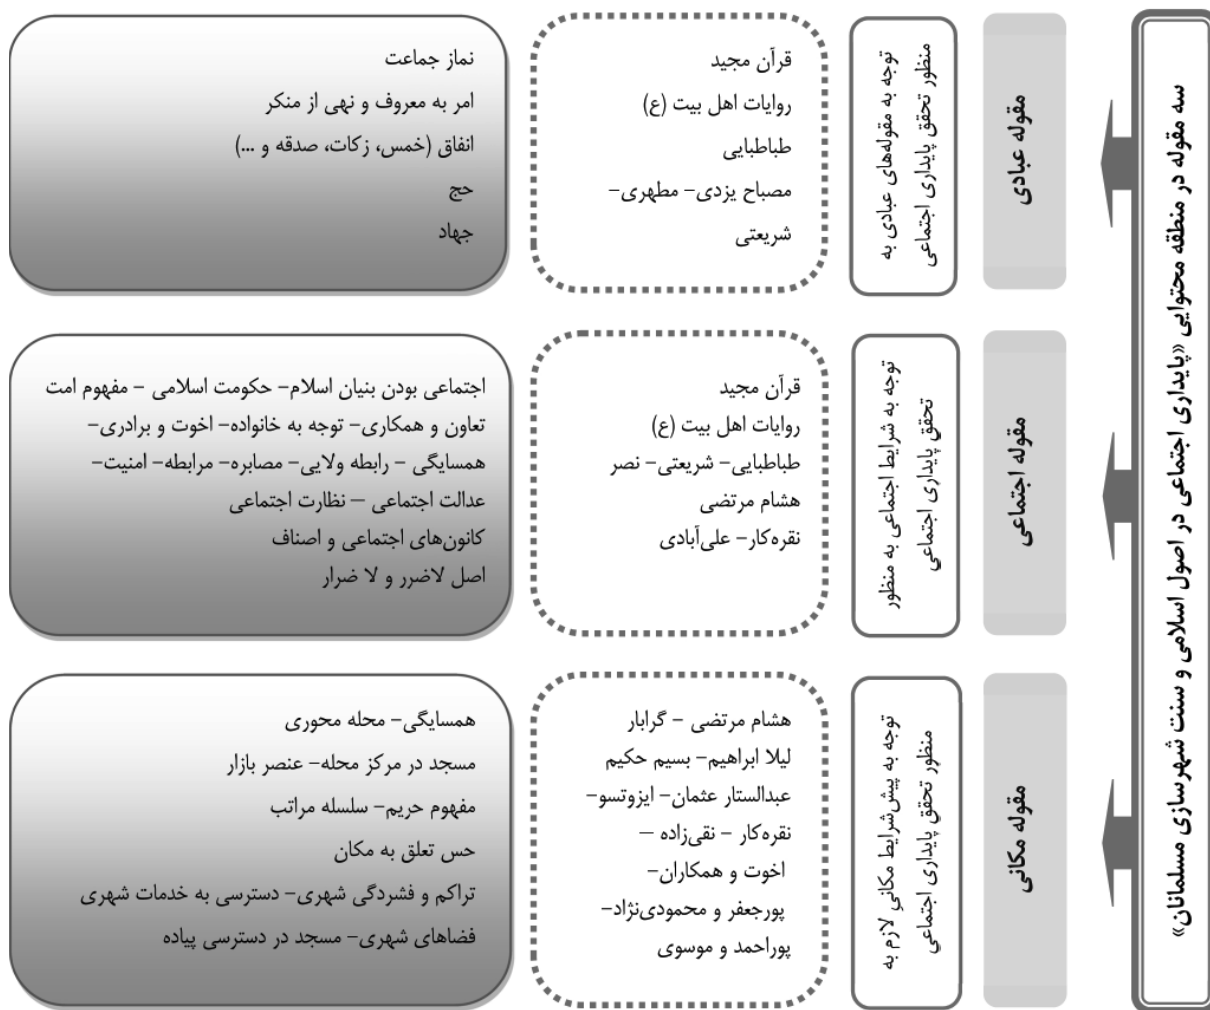 سه مقوله در منطقه محتوایی «پایداری اجتماعی در اصول اسلامی و سنت شهرسازی مسلمانان»
مقوله عبادی
توجه به مقوله‌های عبادی به
منظور تحقق پایداری اجتماعی
قرآن مجید
روایات اهل بیت (ع)
طباطبایی
مصباح یزدی– مطهری–
شریعتی
نماز جماعت
امر به معروف و نهی از منکر
انفاق (خمس، زکات، صدقه و ...)
حج
جهاد
مقوله اجتماعی
توجه به شرایط اجتماعی به منظور
تحقق پایداری اجتماعی
قرآن مجید
روایات اهل بیت (ع)
طباطبایی– شریعتی– نصر
هشام مرتضی
نقره‌کار– علی‌آبادی
اجتماعی بودن بنیان اسلام– حکومت اسلامی – مفهوم امت
تعاون و همکاری– توجه به خانواده– اخوت و برادری–
همسایگی – رابطه ولایی– مصابره– مرابطه– امنیت–
عدالت اجتماعی – نظارت اجتماعی
کانون‌های اجتماعی و اصناف
اصل لاضرر و لا ضرار
مقوله مکانی
توجه به پیش‌شرایط مکانی لازم به
منظور تحقق پایداری اجتماعی
هشام مرتضی – گرابار
لیلا ابراهیم– بسیم حکیم
عبدالستار عثمان– ایزوتسو–
نقره‌کار – نقی‌زاده –
اخوت و همکاران–
پورجعفر و محمودی‌نژاد–
پوراحمد و موسوی
همسایگی– محله محوری
مسجد در مرکز محله– عنصر بازار
مفهوم حریم– سلسله مراتب
حس تعلق به مکان
تراکم و فشردگی شهری– دسترسی به خدمات شهری
فضاهای شهری– مسجد در دسترسی پیاده